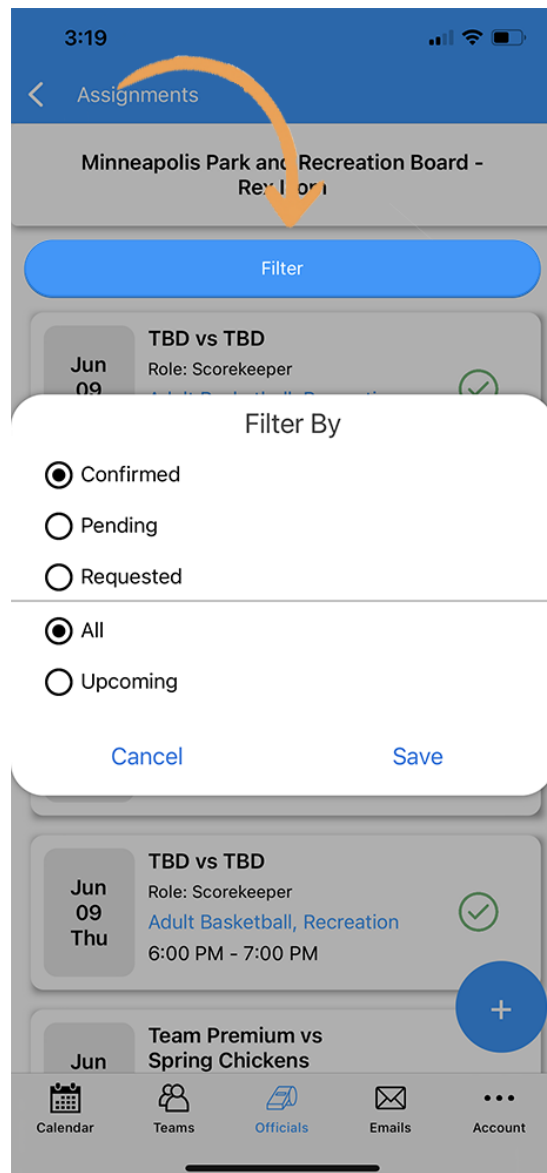 3:19
Assignments
Minneapolis Park and Recreation Board -
Rex
Filter
TBD vs TBD
Jun
Role: Scorekeeper
09
Filter By
Confirmed
Pending
Requested
All
Upcoming
Cancel
Save
TBD vs TBD
Jun
Role: Scorekeeper
09
Adult Basketball, Recreation
Thu
6:00 PM - 7:00 PM
+
Team Premium vs
Jun
Spring Chickens
Calendar
Teams
Officials
Emails
Account